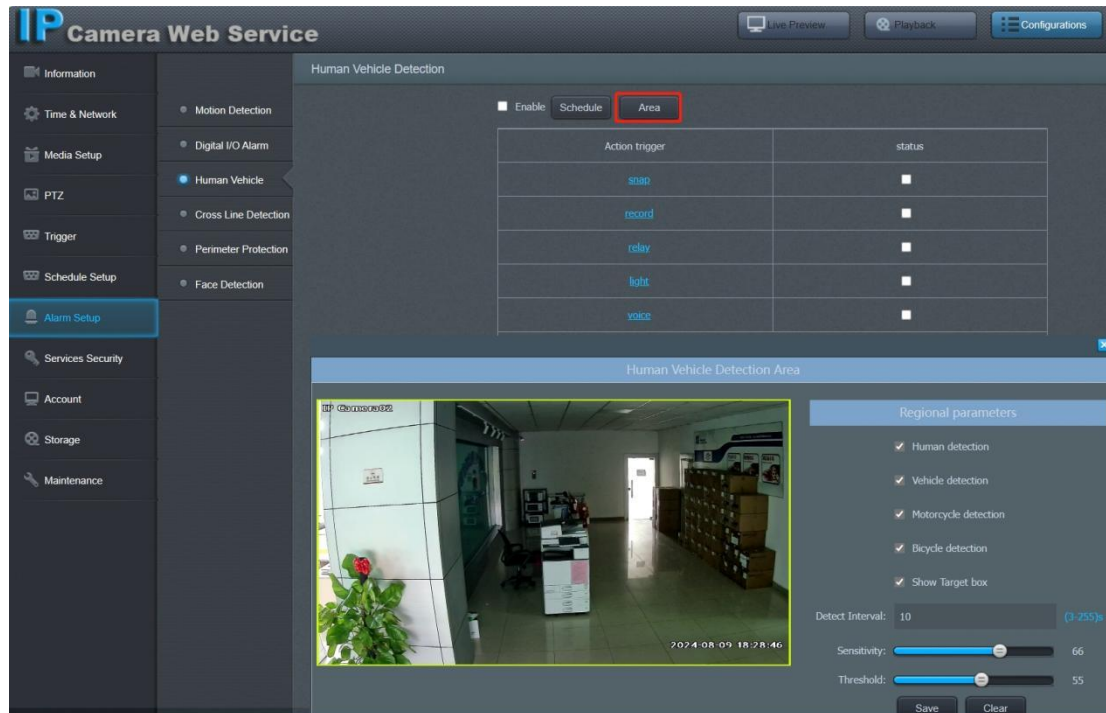 IP Camera Web Service
Live Preview
Playback
Configurations
Information
Time & Network
Media Setup
PTZ
Trigger
Schedule Setup
Alarm Setup
Services Security
Account
Storage
Maintenance
Motion Detection
Digital I/O Alarm
Human Vehicle
Cross Line Detection
Perimeter Protection
Face Detection
Human Vehicle Detection
Enable Schedule Area
Action trigger status
snap
record
relay
light
voice
Human Vehicle Detection Area
IP Camera02
2024-08-09 18:28:46
Regional parameters
Human detection
Vehicle detection
Motorcycle detection
Bicycle detection
Show Target box
Detect Interval: 10 (3-255)s
Sensitivity: 66
Threshold: 55
Save Clear